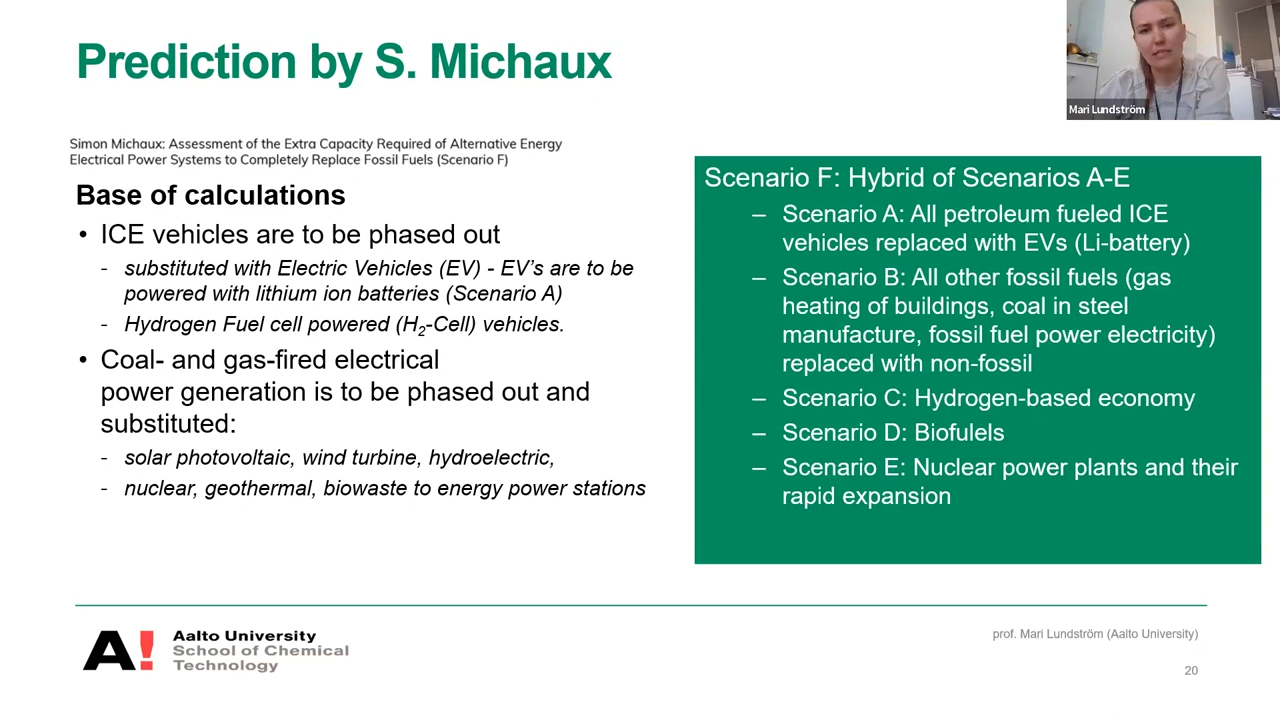 Prediction by S. Michaux
Mari Lundström
Simon Michaux: Assessment of the Extra Capacity Required of Alternative Energy
Electrical Power Systems to Completely Replace Fossil Fuels (Scenario F)
Base of calculations
• ICE vehicles are to be phased out
- substituted with Electric Vehicles (EV) - EV's are to be
powered with lithium ion batteries (Scenario A)
- Hydrogen Fuel cell powered (H2-Cell) vehicles.
• Coal- and gas-fired electrical
power generation is to be phased out and
substituted:
- solar photovoltaic, wind turbine, hydroelectric,
- nuclear, geothermal, biowaste to energy power stations
Scenario F: Hybrid of Scenarios A-E
– Scenario A: All petroleum fueled ICE
vehicles replaced with EVs (Li-battery)
– Scenario B: All other fossil fuels (gas
heating of buildings, coal in steel
manufacture, fossil fuel power electricity)
replaced with non-fossil
– Scenario C: Hydrogen-based economy
– Scenario D: Biofulels
– Scenario E: Nuclear power plants and their
rapid expansion
A!
Aalto University
School of Chemical
Technology
prof. Mari Lundström (Aalto University)
20